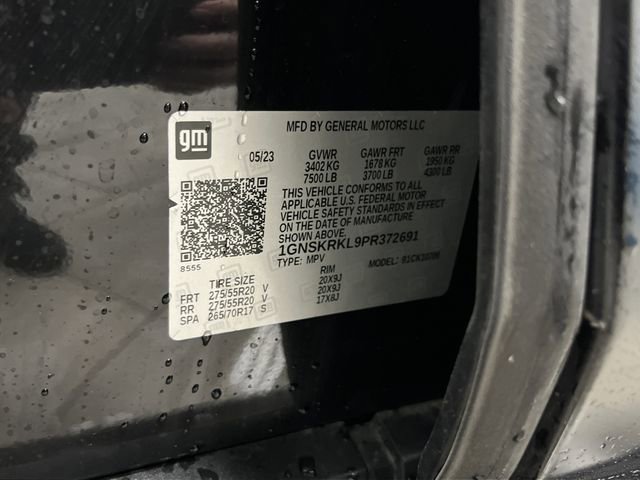 gm
MFD BY GENERAL MOTORS LLC
05/23 GVWR GAWR FRT GAWR RR
3402 KG 1678 KG 1950 KG
7500 LB 3700 LB 4300 LB
THIS VEHICLE CONFORMS TO ALL
APPLICABLE U.S. FEDERAL MOTOR
VEHICLE SAFETY STANDARDS IN EFFECT
ON THE DATE OF MANUFACTURE
SHOWN ABOVE.
1GNSKRKL9PR372691
8555
TYPE: MPV MODEL:
TIRE SIZE RIM
FRT 275/55R20 V 20X9J
RR 275/55R20 V 20X9J
SPA 265/70R17 S 17X8J